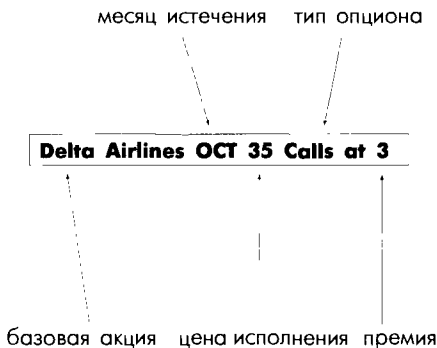 месяц истечения тип опциона
Delta Airlines OCT 35 Calls at 3
базовая акция цена исполнения премия